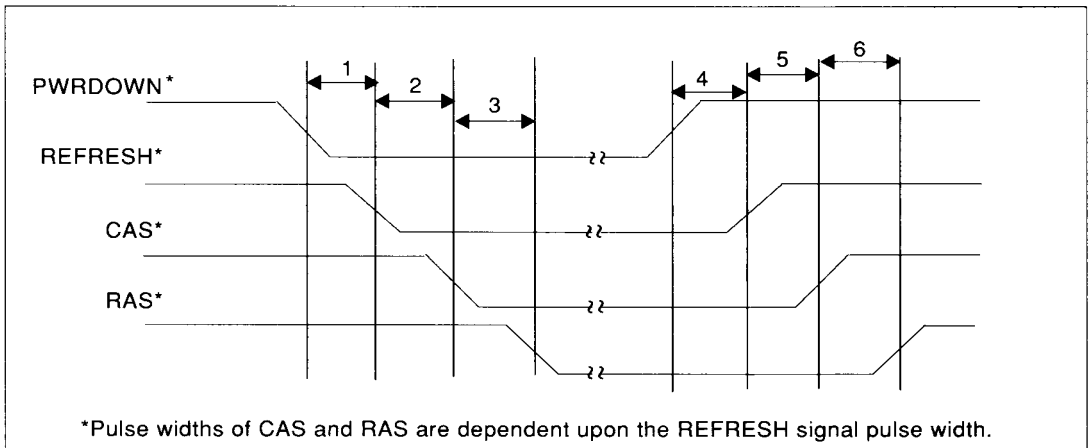 6
5
4
1
2
3
PWRDOWN*
REFRESH*
CAS*
RAS*
*Pulse widths of CAS and RAS are dependent upon the REFRESH signal pulse width.